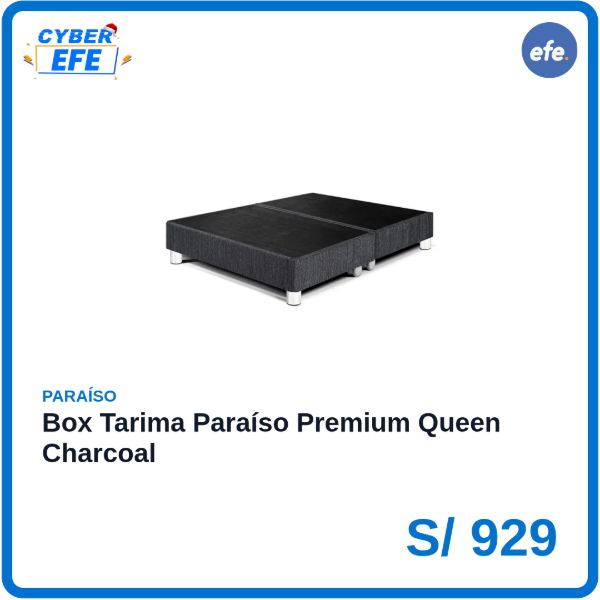 CYBER
EFE
efe.
PARAÍSO
Box Tarima Paraíso Premium Queen
Charcoal
S/ 929